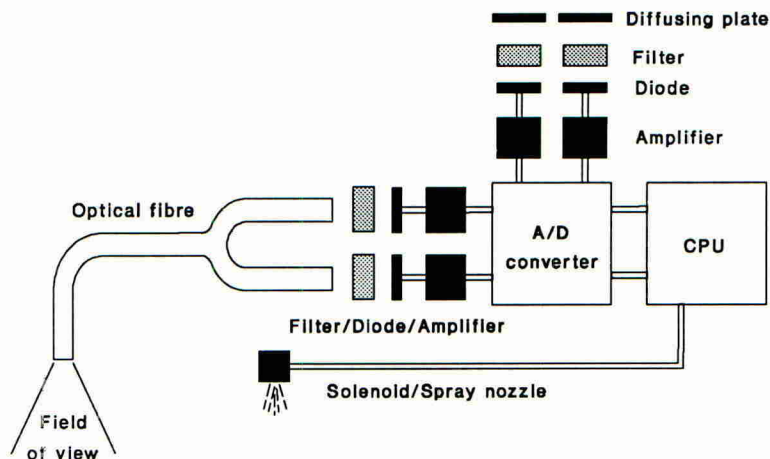 Diffusing plate
Filter
Diode
Amplifier
Optical fibre
A/D
converter
CPU
Filter/Diode/Amplifier
Solenoid/Spray nozzle
Field
of view